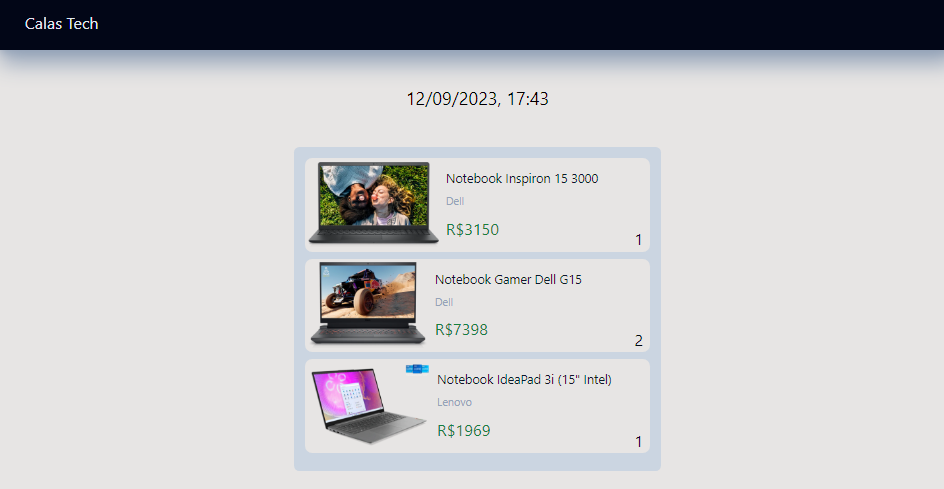 Calas Tech
12/09/2023, 17:43
Notebook Inspiron 15 3000
Dell
R$3150
1
Notebook Gamer Dell G15
Dell
R$7398
2
Notebook IdeaPad 3i (15" Intel)
Lenovo
R$1969
1